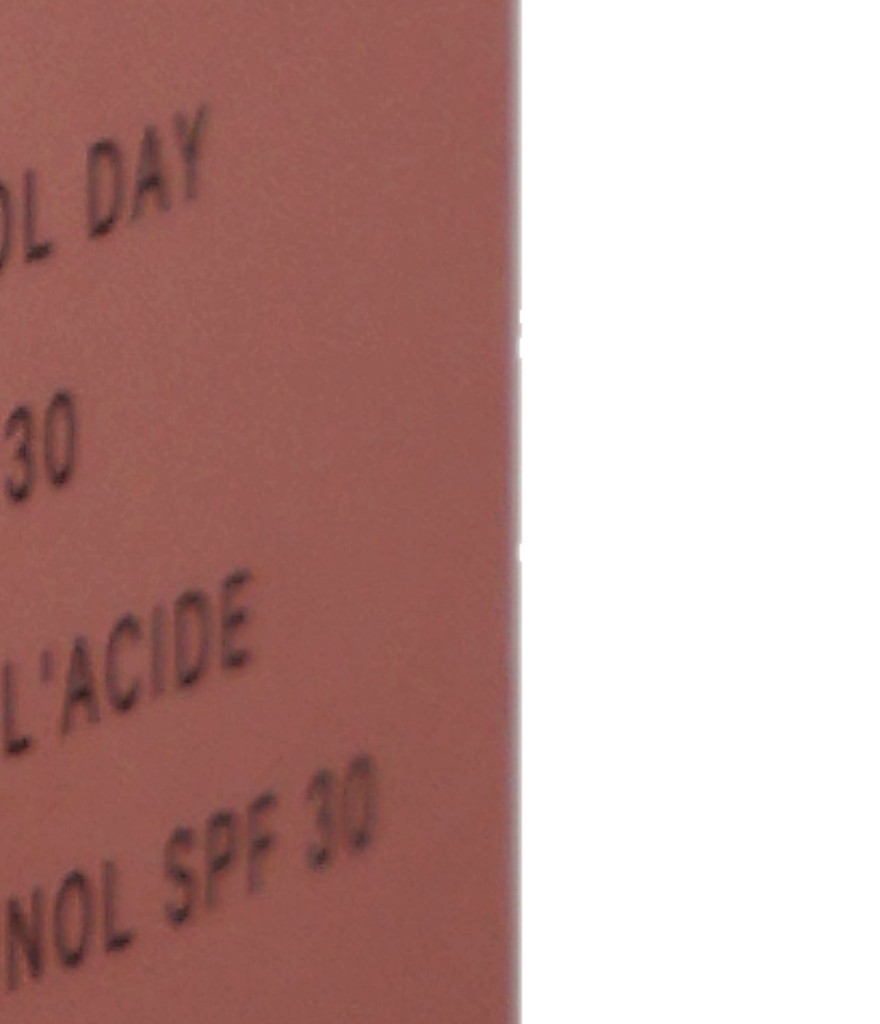 OL DAY
30
L'ACIDE
NOL SPF 30